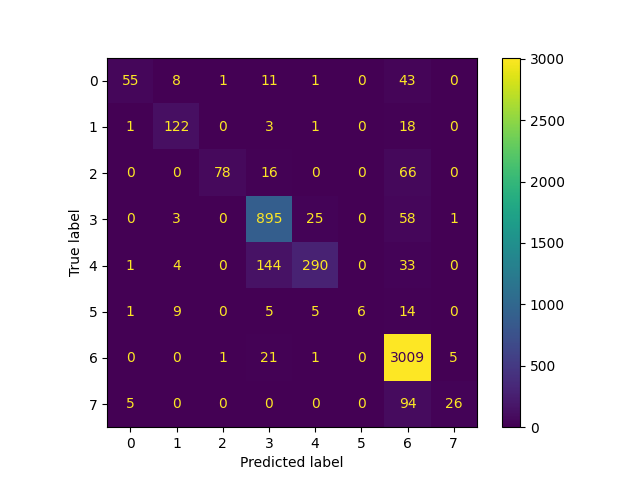 0 55 8 1 11 1 0 43 0
1 1 122 0 3 1 0 18 0
2 0 0 78 16 0 0 66 0
3 0 3 0 895 25 0 58 1
4 1 4 0 144 290 0 33 0
5 1 9 0 5 5 6 14 0
6 0 0 1 21 1 0 3009 5
7 5 0 0 0 0 0 94 26
0 1 2 3 4 5 6 7
Predicted label
True label
3000
2500
2000
1500
1000
500
0